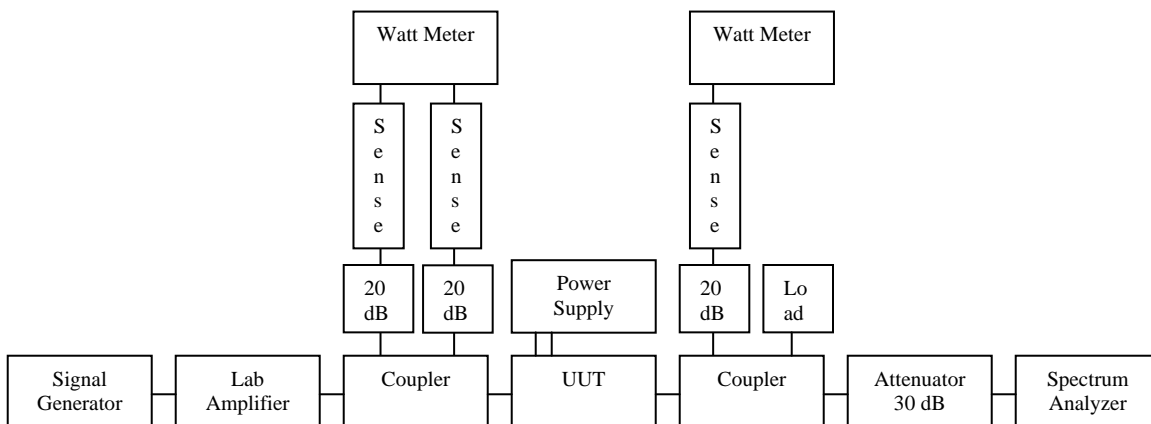 Watt Meter
Watt Meter
S
e
n
s
e
S
e
n
s
e
S
e
n
s
e
20
dB
20
dB
Power
Supply
20
dB
Lo
ad
Signal
Generator
Lab
Amplifier
Coupler
UUT
Coupler
Attenuator
30 dB
Spectrum
Analyzer